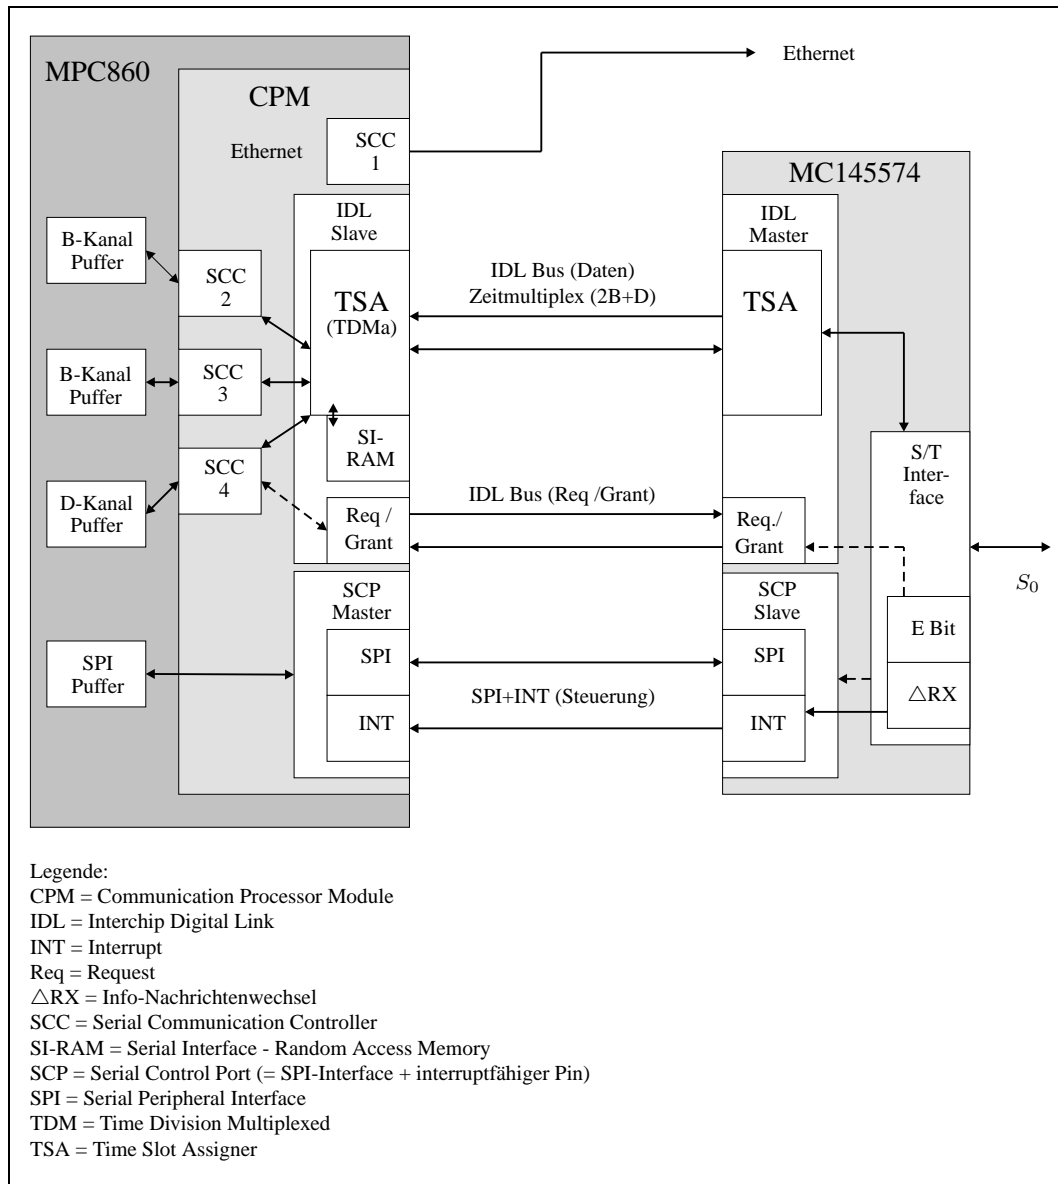 Ethernet
MPC860
CPM
SCC
1
Ethernet
MC145574
IDL
Slave
IDL
Master
B-Kanal
Puffer
SCC
2
TSA
(TDMa)
IDL Bus (Daten)
Zeitmultiplex (2B+D)
TSA
B-Kanal
Puffer
SCC
3
SI-
RAM
S/T
Inter-
face
D-Kanal
Puffer
SCC
4
Req /
Grant
IDL Bus (Req /Grant)
Req./
Grant
S0
SCP
Master
SCP
Slave
SPI
Puffer
SPI
SPI
E Bit
SPI+INT (Steuerung)
△RX
INT
INT
Legende:
CPM = Communication Processor Module
IDL = Interchip Digital Link
INT = Interrupt
Req = Request
△RX = Info-Nachrichtenwechsel
SCC = Serial Communication Controller
SI-RAM = Serial Interface - Random Access Memory
SCP = Serial Control Port (= SPI-Interface + interruptfähiger Pin)
SPI = Serial Peripheral Interface
TDM = Time Division Multiplexed
TSA = Time Slot Assigner